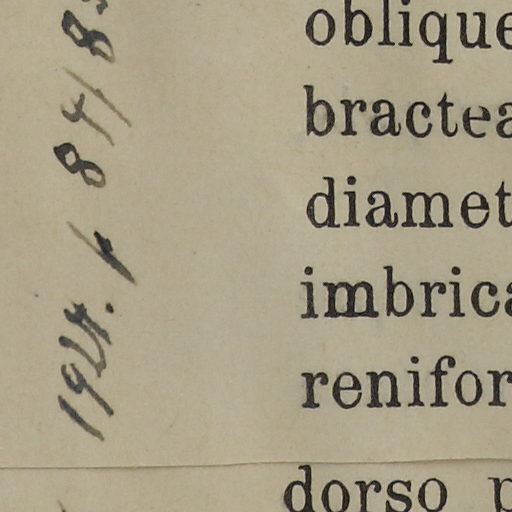 oblique
bractea
diamet
imbrica
renifor
dorso p